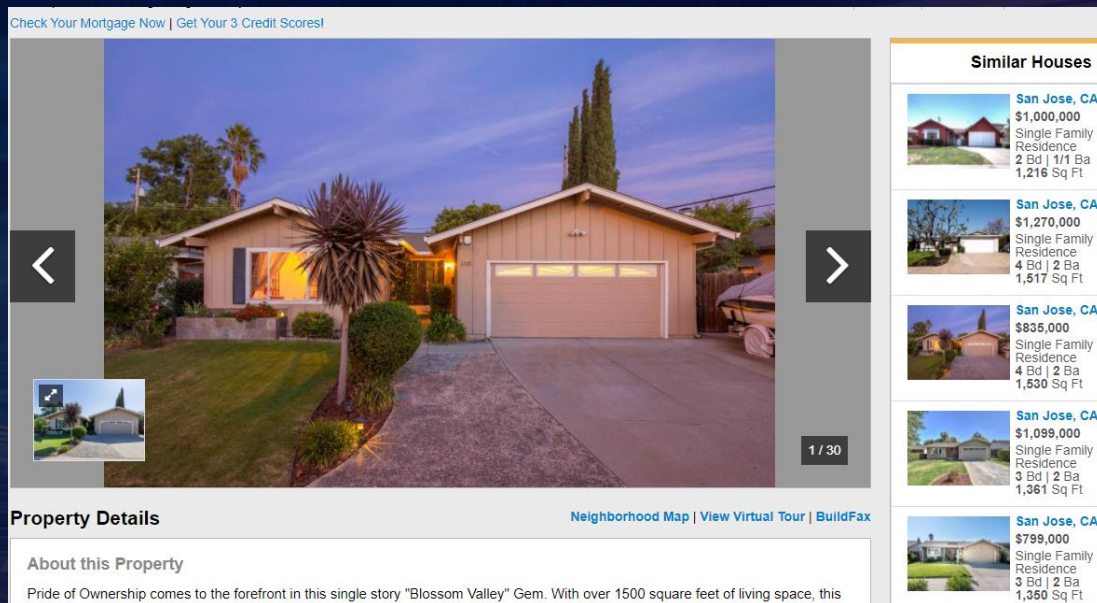 Check Your Mortgage Now | Get Your 3 Credit Scores!
1 / 30
Property Details
Neighborhood Map | View Virtual Tour | BuildFax
About this Property
Pride of Ownership comes to the forefront in this single story "Blossom Valley" Gem. With over 1500 square feet of living space, this
Similar Houses
San Jose, CA
$1,000,000
Single Family
Residence
2 Bd | 1/1 Ba
1,216 Sq Ft
San Jose, CA
$1,270,000
Single Family
Residence
4 Bd | 2 Ba
1,517 Sq Ft
San Jose, CA
$835,000
Single Family
Residence
4 Bd | 2 Ba
1,530 Sq Ft
San Jose, CA
$1,099,000
Single Family
Residence
3 Bd | 2 Ba
1,361 Sq Ft
San Jose, CA
$799,000
Single Family
Residence
3 Bd | 2 Ba
1,350 Sq Ft